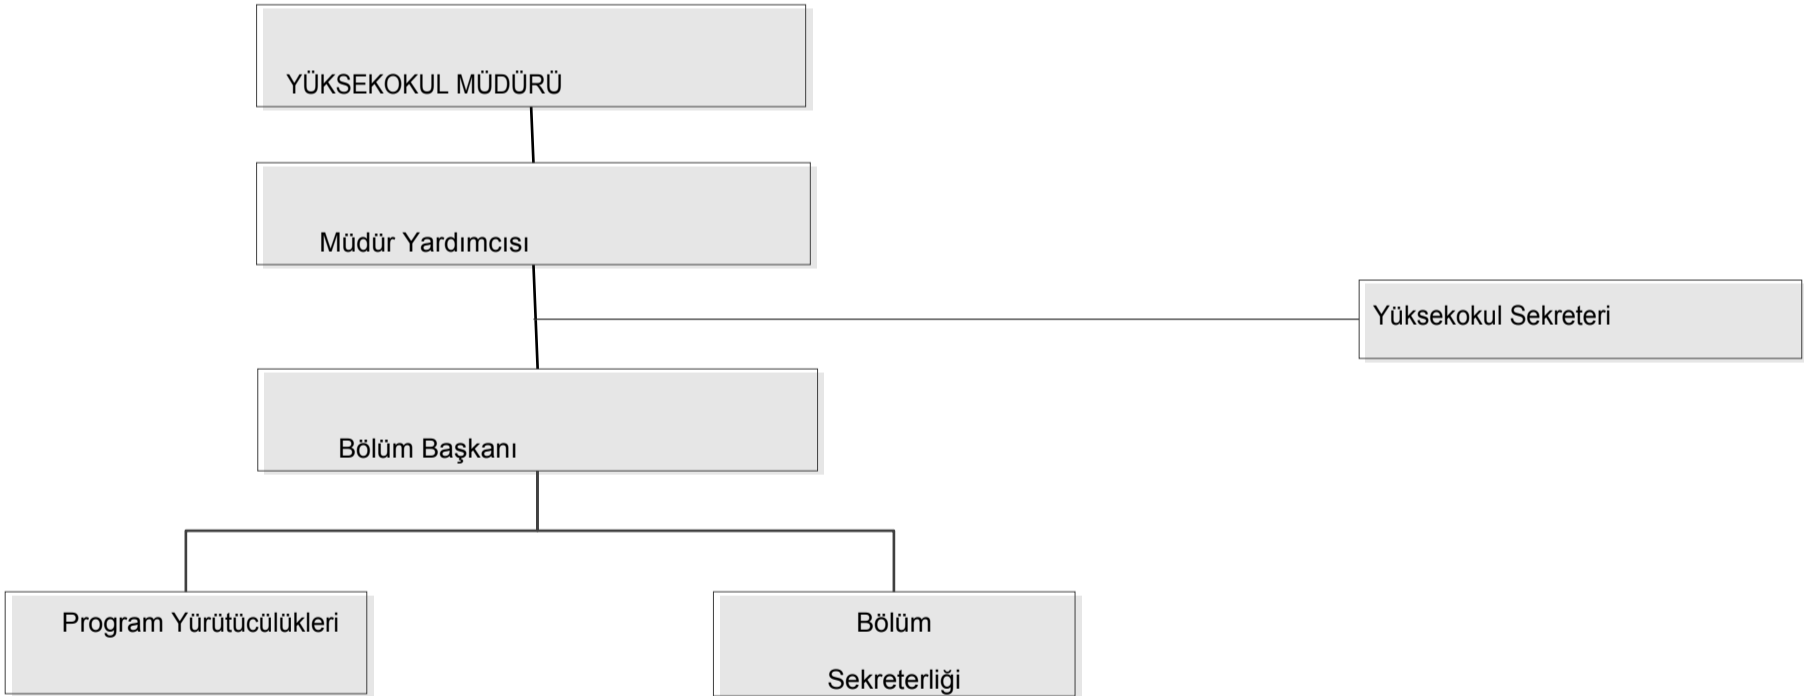 YÜKSEKOKUL MÜDÜRÜ
Müdür Yardımcısı
Yüksekokul Sekreteri
Bölüm Başkanı
Program Yürütücülükleri
Bölüm
Sekreterliği